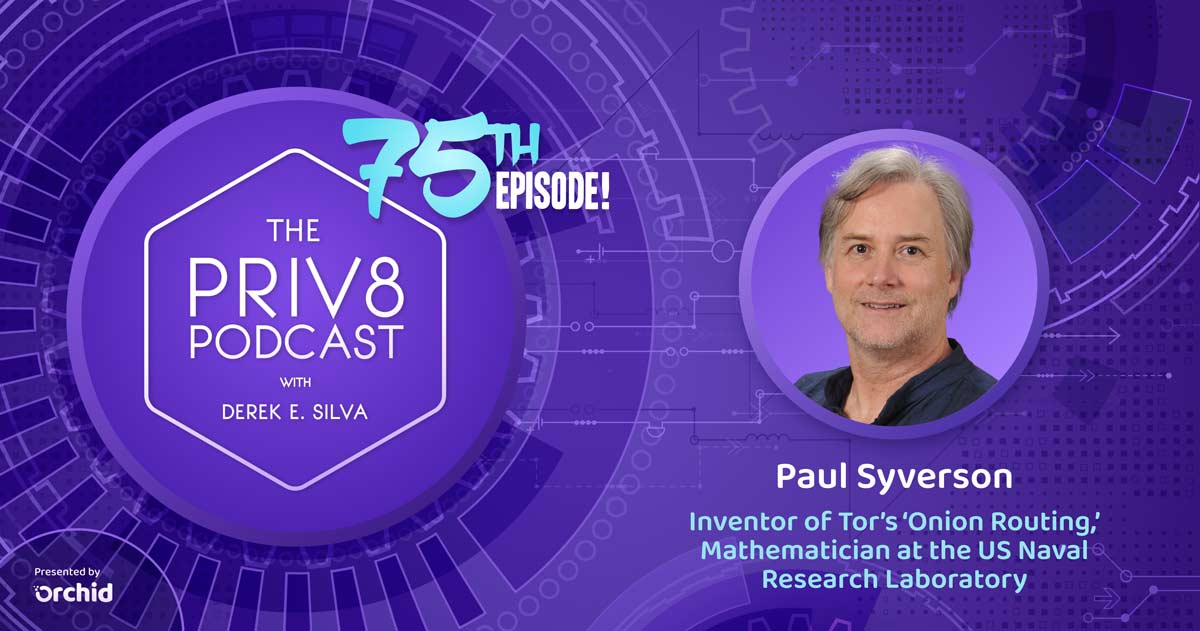 75TH
EPISODE!
THE
PRIV8
PODCAST
WITH
DEREK E. SILVA
Presented by
Orchid
Paul Syverson
Inventor of Tor's ‘Onion Routing,’
Mathematician at the US Naval
Research Laboratory